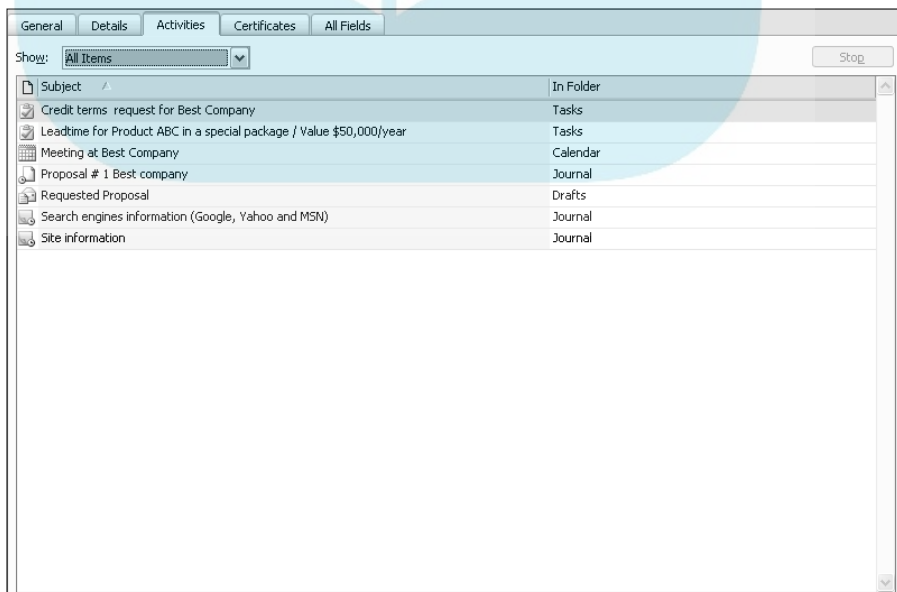 General Details Activities Certificates All Fields
Show: All Items Stop
Subject In Folder
Credit terms  request for Best Company Tasks
Leadtime for Product ABC in a special package / Value $50,000/year Tasks
Meeting at Best Company Calendar
Proposal # 1 Best company Journal
Requested Proposal Drafts
Search engines information (Google, Yahoo and MSN) Journal
Site information Journal